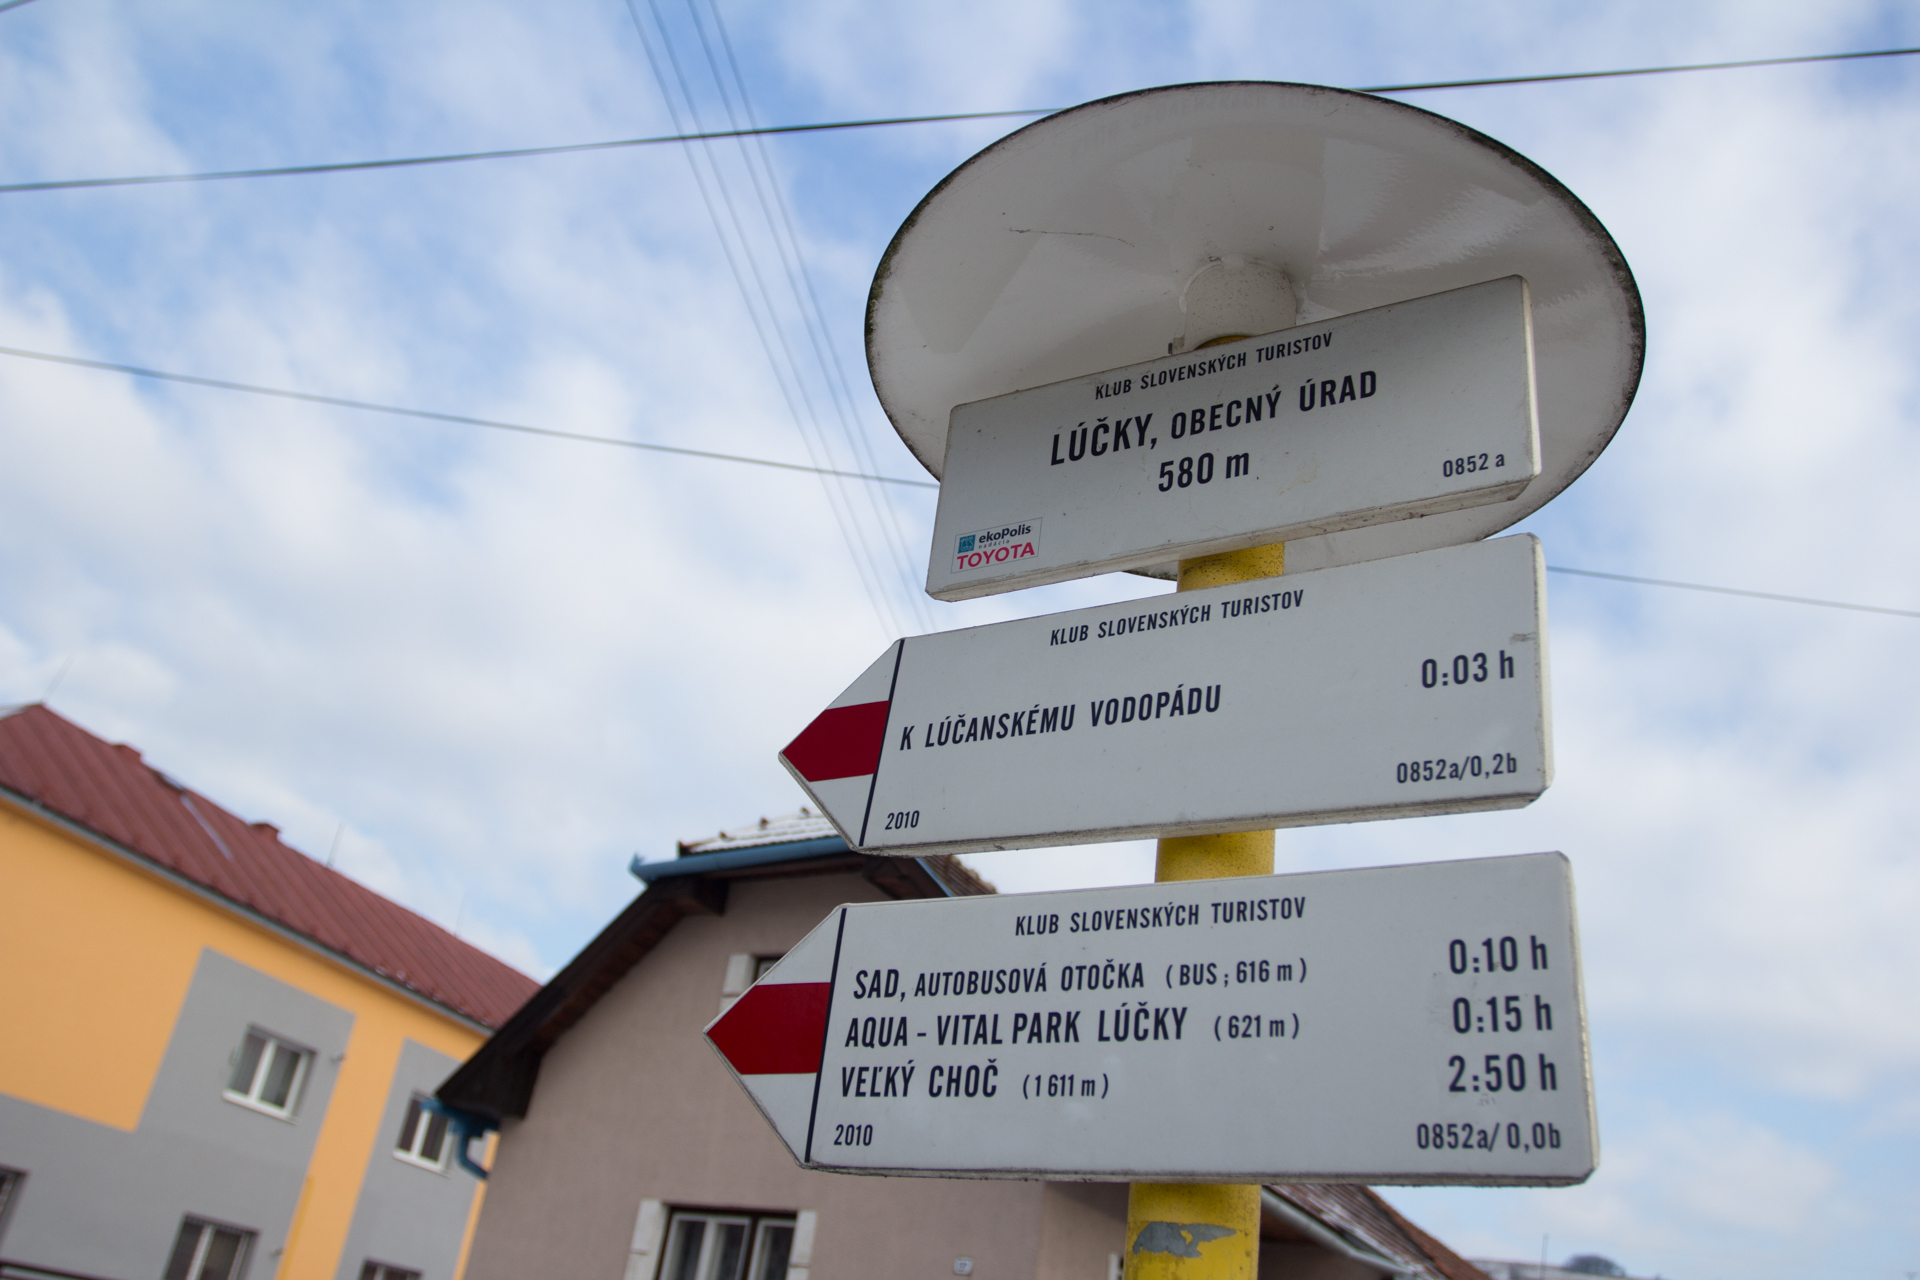 KLUB SLOVENSKÝCH TURISTOV
LÚČKY, OBECNÝ ÚRAD
580 m
0852 a
ekoPolis
nadácia
TOYOTA
KLUB SLOVENSKÝCH TURISTOV
0:03 h
K LÚČANSKÉMU VODOPÁDU
0852a/0,2b
2010
KLUB SLOVENSKÝCH TURISTOV
SAD, AUTOBUSOVÁ OTOČKA (BUS; 616 m) 0:10 h
AQUA - VITAL PARK LÚČKY (621 m) 0:15 h
VEĽKÝ CHOČ (1 611 m) 2:50 h
2010 0852a/ 0,0b